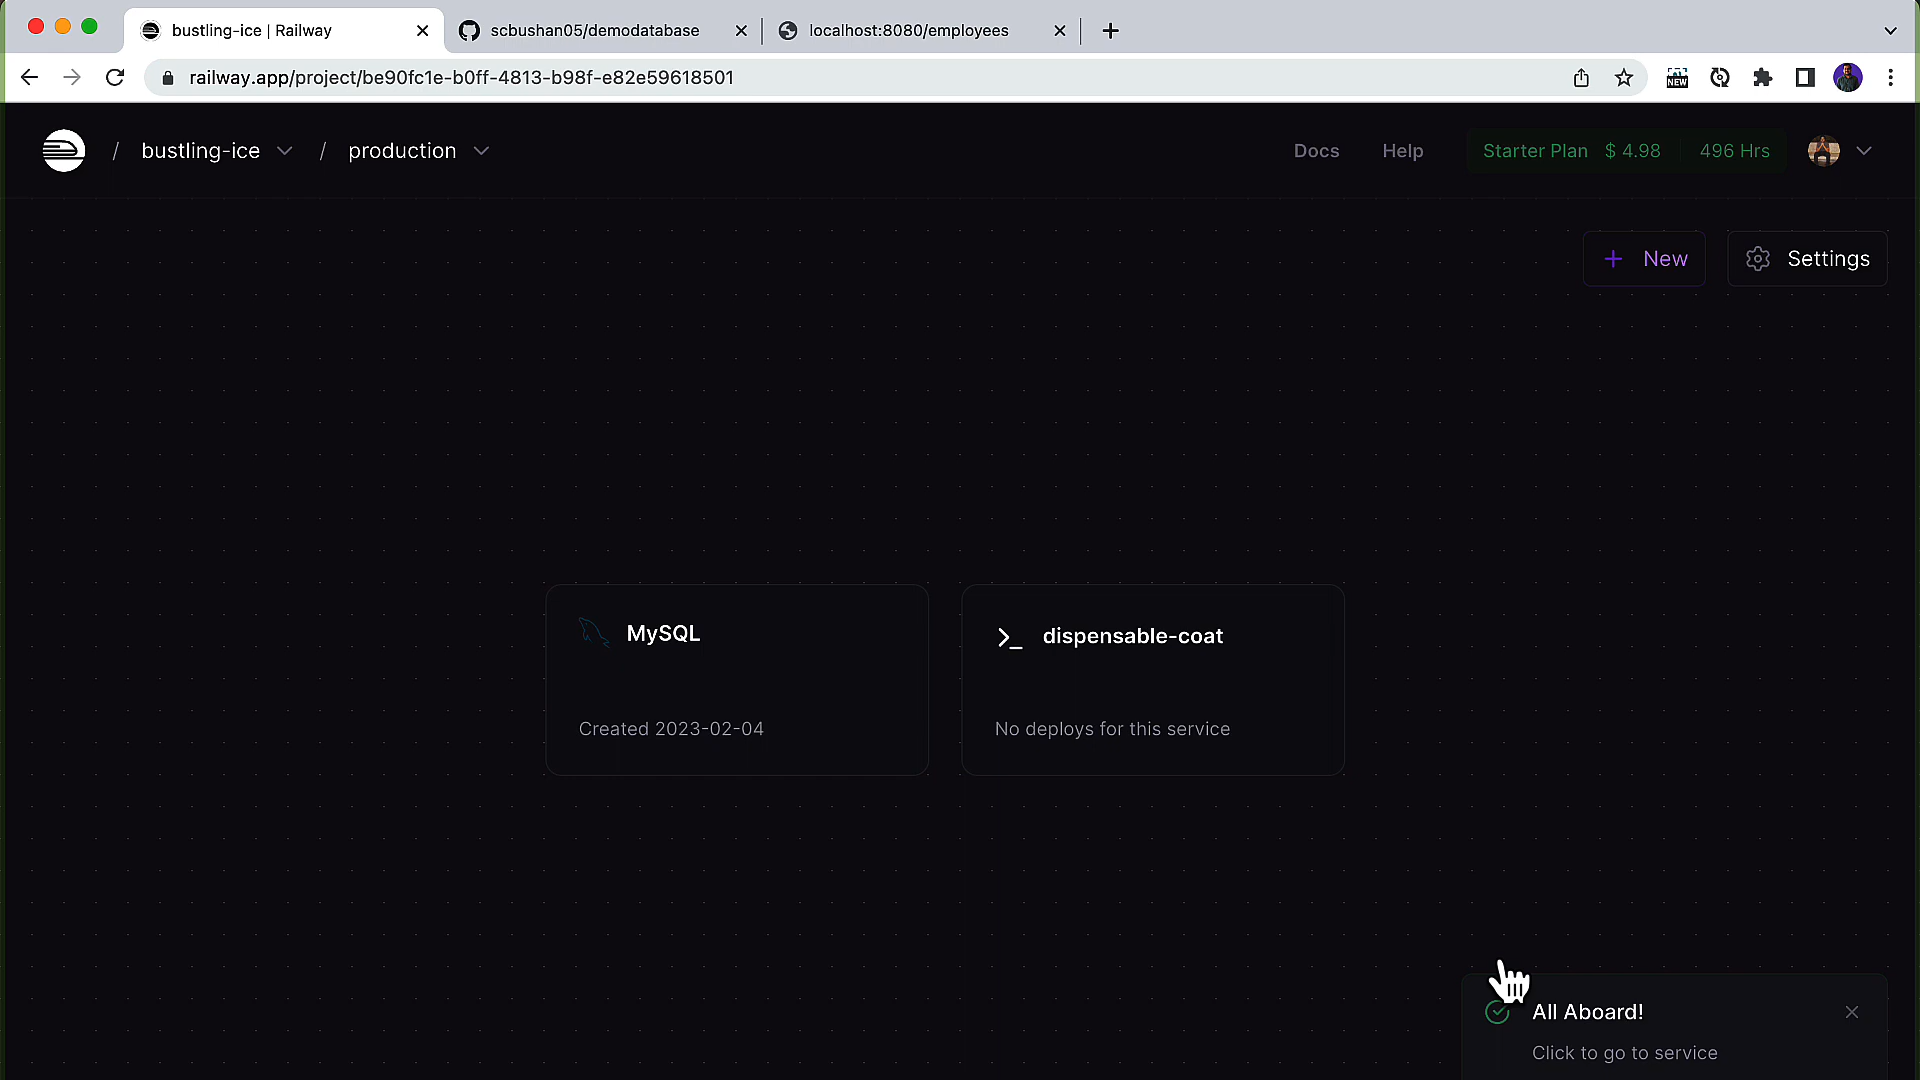 bustling-ice | Railway
scbushan05/demodatabase
localhost:8080/employees
railway.app/project/be90fc1e-b0ff-4813-b98f-e82e59618501
NEW
/ bustling-ice / production
Docs
Help
Starter Plan $ 4.98 496 Hrs
New
Settings
MySQL
Created 2023-02-04
dispensable-coat
No deploys for this service
All Aboard!
Click to go to service